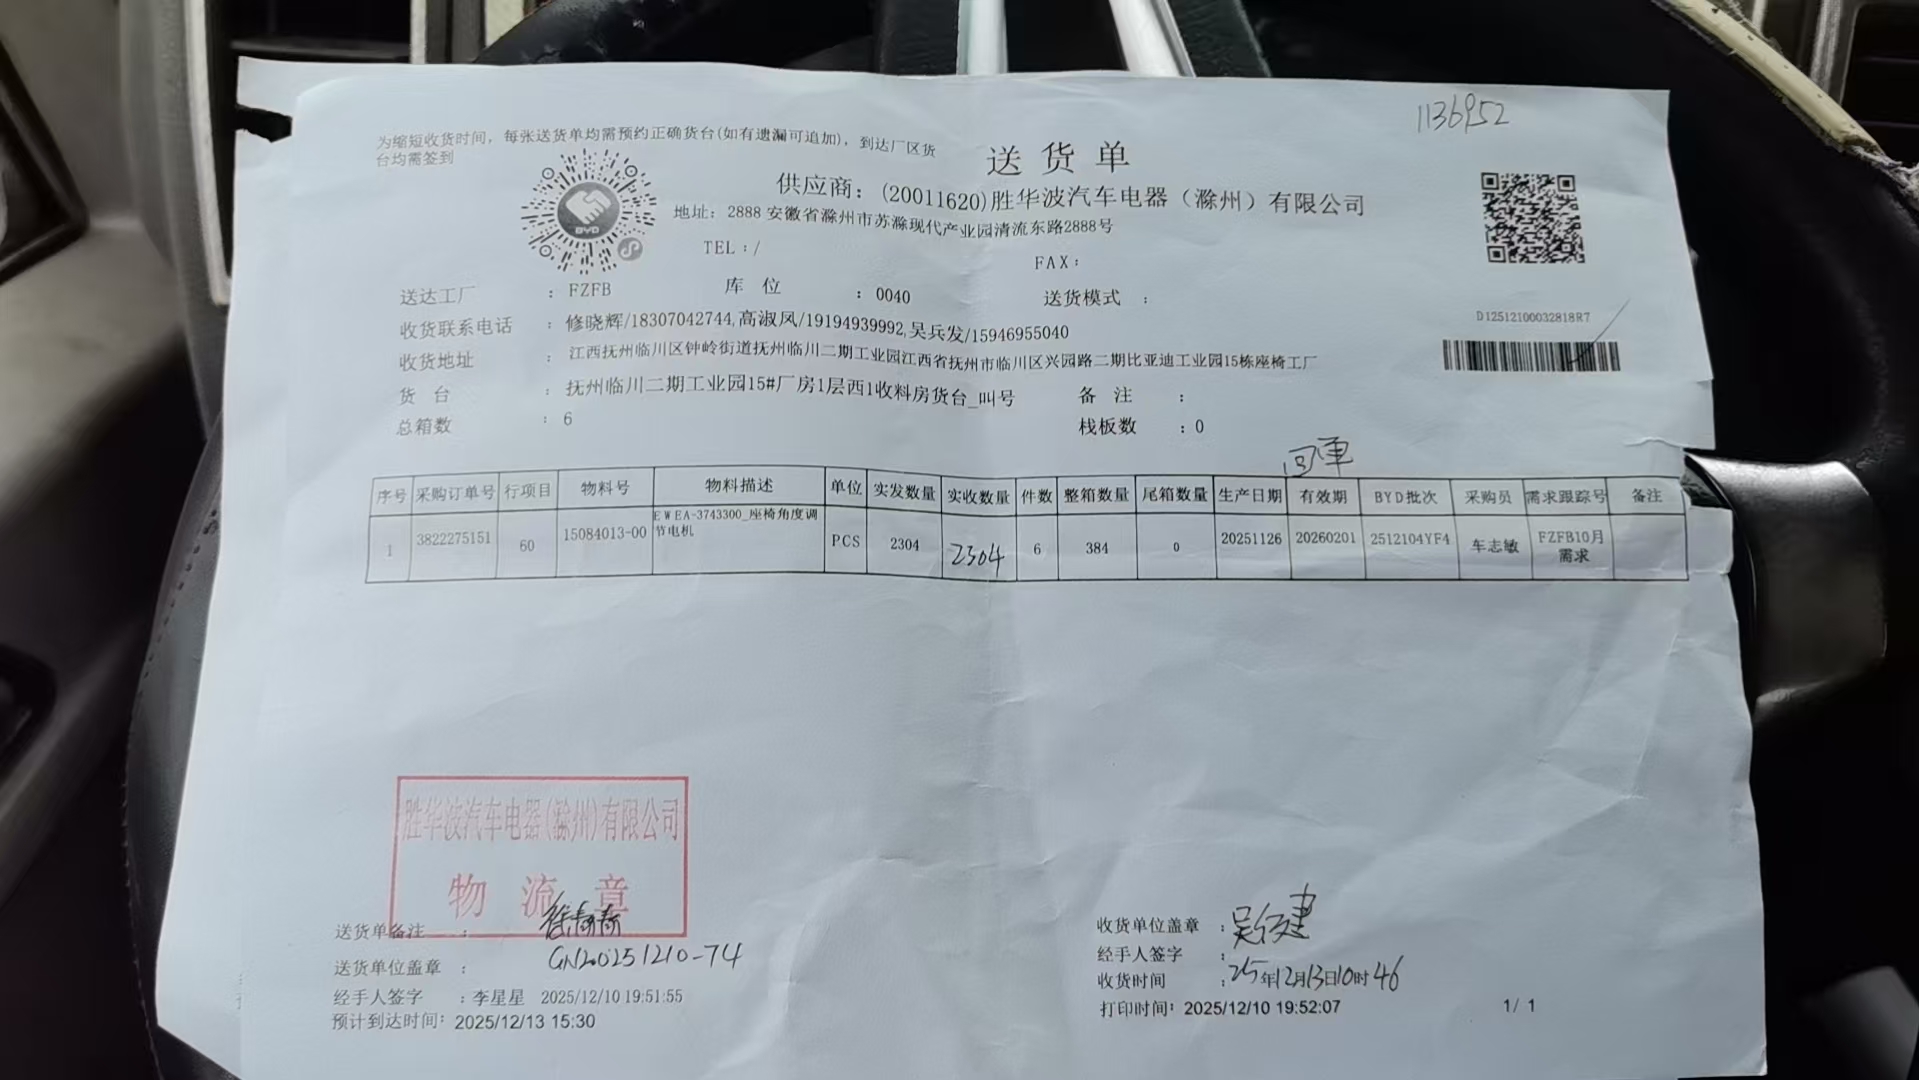 1136952
为缩短收货时间，每张送货单均需预约正确货台(如有遗漏可追加)，到达厂区货
台均需签到
送货单
BYD
供应商：(20011620)胜华波汽车电器（滁州）有限公司
地址：2888 安徽省滁州市苏滁现代产业园清流东路2888号
TEL：/
FAX：
送达工厂 ：FZFB 库位 ：0040 送货模式 ：
D12512100032818R7
收货联系电话 ：修晓辉/18307042744,高淑凤/19194939992,吴兵发/15946955040
收货地址 ：江西抚州临川区钟岭街道抚州临川二期工业园江西省抚州市临川区兴园路二期比亚迪工业园15栋座椅工厂
货台 ：抚州临川二期工业园15#厂房1层西1收料房货台_叫号 备注 ：
总箱数 ：6 栈板数 ：0
回单
序号 采购订单号 行项目 物料号 物料描述 单位 实发数量 实收数量 件数 整箱数量 尾箱数量 生产日期 有效期 BYD批次 采购员 需求跟踪号 备注
1 3822275151 60 15084013-00 EWEA-3743300_座椅角度调节电机 PCS 2304 2304 6 384 0 20251126 20260201 2512104YF4 车志敏 FZFB10月需求
胜华波汽车电器(滁州)有限公司
物流章
送货单备注 ：
GN20251210-74
送货单位盖章 ：
经手人签字 ：李星星 2025/12/10 19:51:55
预计到达时间：2025/12/13 15:30
收货单位盖章 ：
经手人签字 ：
收货时间 ：25年12月13日10时46
打印时间：2025/12/10 19:52:07
1/ 1